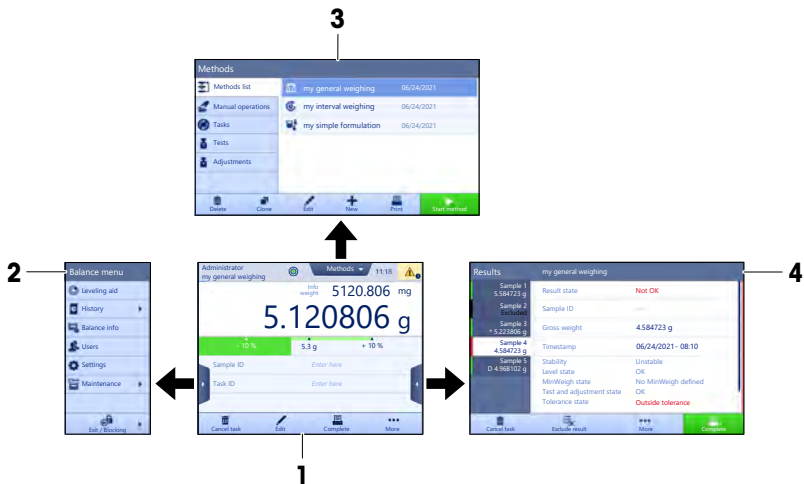 3
Methods
Methods list
Manual operations
Tasks
Tests
Adjustments
my general weighing 06/24/2021
my interval weighing 06/24/2021
my simple formulation 06/24/2021
Delete Clone Edit New Print Start method
2
Balance menu
Leveling aid
History
Balance info
Users
Settings
Maintenance
Exit / Blocking
Administrator
my general weighing
Methods 11:18
Info
weight 5120.806 mg
5.120806 g
- 10 % 5.3 g + 10 %
Sample ID Enter here
Task ID Enter here
Cancel task Edit Complete More
1
4
Results my general weighing
Sample 1
5.584723 g
Sample 2
Excluded
Sample 3
* 5.223806 g
Sample 4
4.584723 g
Sample 5
D 4.968102 g
Result state Not OK
Sample ID ---
Gross weight 4.584723 g
Timestamp 06/24/2021- 08:10
Stability Unstable
Level state OK
MinWeigh state No MinWeigh defined
Test and adjustment state OK
Tolerance state Outside tolerance
Cancel task Exclude result More Complete